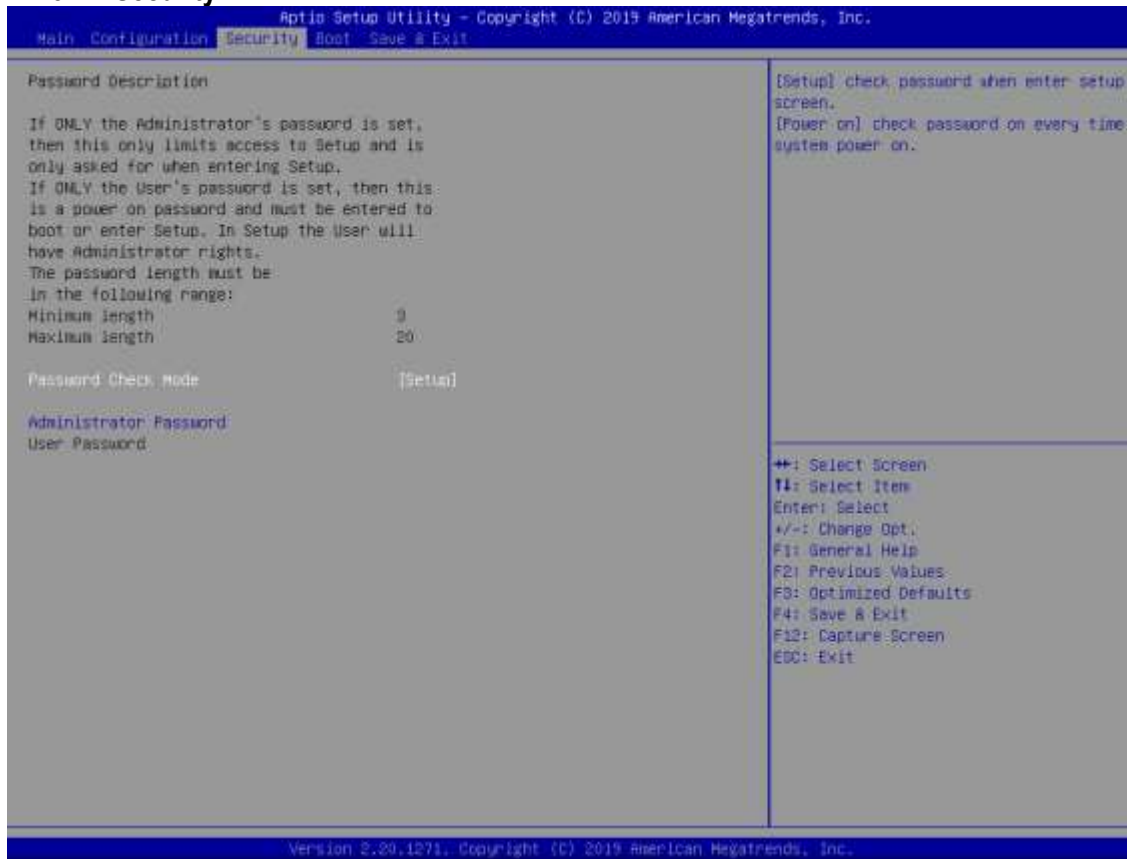 Security
Aptio Setup Utility - Copyright (C) 2019 American Megatrends, Inc.
Main Configuration Security Boot Save & Exit
Password Description
If ONLY the Administrator's password is set,
then this only limits access to Setup and is
only asked for when entering Setup.
If ONLY the User's password is set, then this
is a power on password and must be entered to
boot or enter Setup. In Setup the User will
have Administrator rights.
The password length must be
in the following range:
Minimum length 3
Maximum length 20
Password Check Mode [Setup]
Administrator Password
User Password
[Setup] check password when enter setup
screen.
[Power on] check password on every time
system power on.
→←: Select Screen
↑↓: Select Item
Enter: Select
+/-: Change Opt.
F1: General Help
F2: Previous Values
F3: Optimized Defaults
F4: Save & Exit
F12: Capture Screen
ESC: Exit
Version 2.20.1271. Copyright (C) 2019 American Megatrends, Inc.